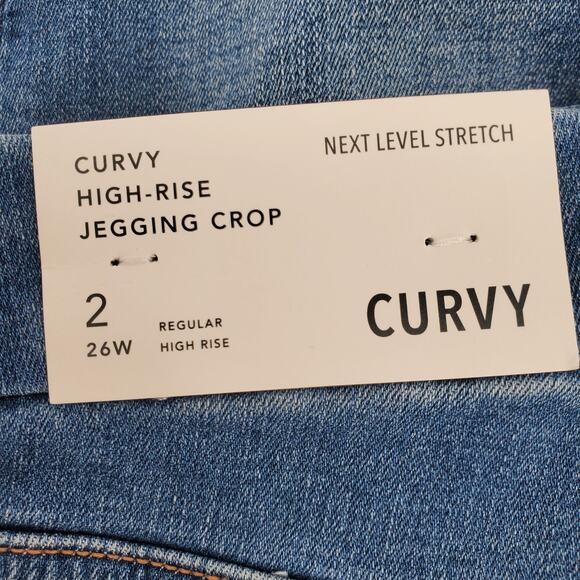 CURVY
HIGH-RISE
JEGGING CROP
NEXT LEVEL STRETCH
2
26W
REGULAR
HIGH RISE
CURVY